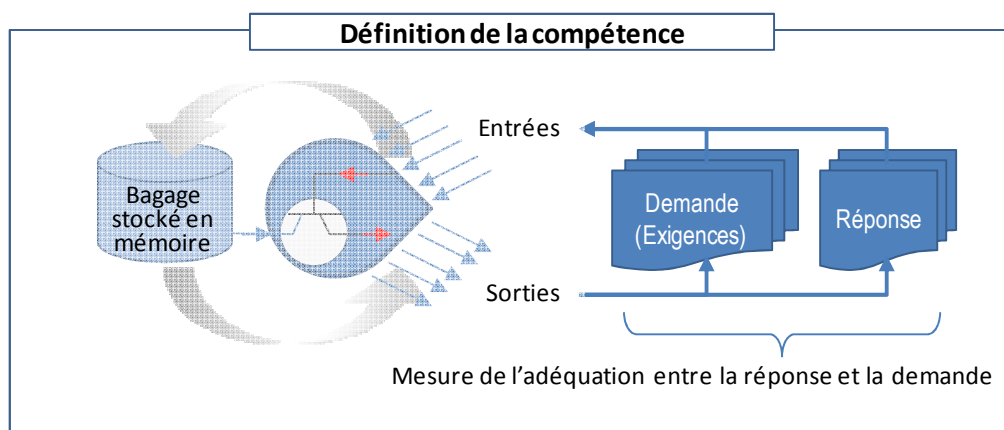 Définition de la compétence
Entrées
Bagage
stocké en
mémoire
Demande
(Exigences)
Réponse
Sorties
Mesure de l’adéquation entre la réponse et la demande